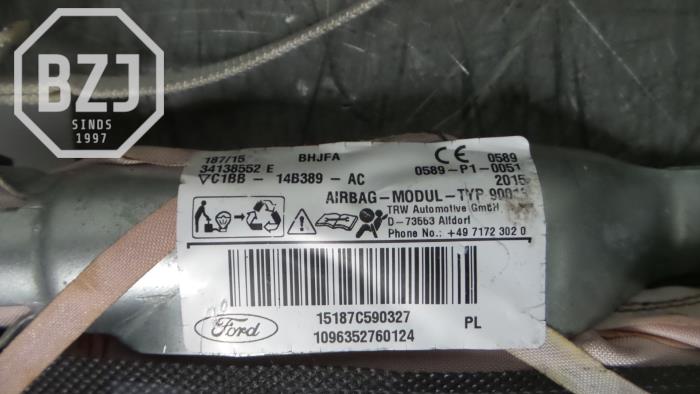 BZJ
SINDS
1997
187/15 BHJFA
34138552 E
C1BB - 14B389 - AC
CE 0589
0589-P1-0051
2015
AIRBAG-MODUL-TYP
TRW Automotive GmbH
D-73553 Alfdorf
Phone No.: +49 7172 302 0
Ford
15187C590327
1096352760124
PL